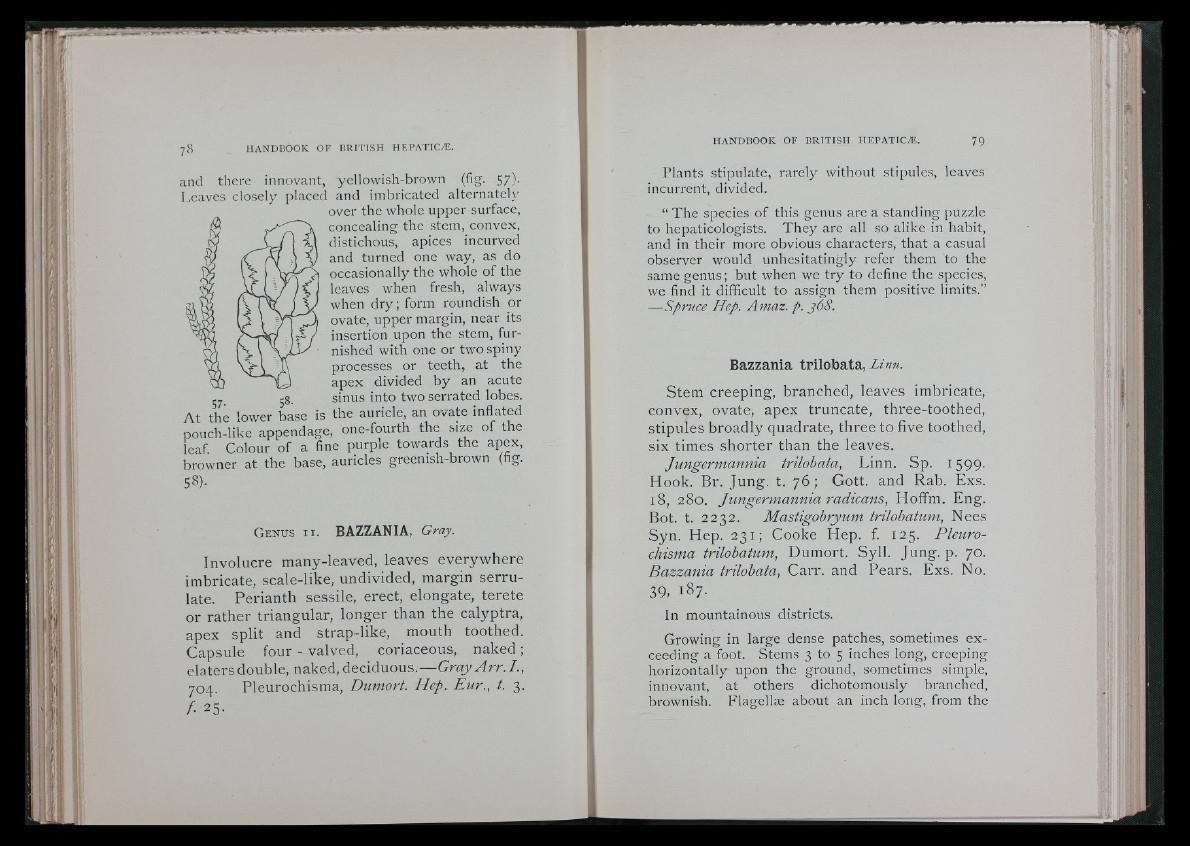 78 HANDBOOK OF BRITISH HEPATICÆ.
and there innovant, yellowish-brown (fig. 57).
Leaves closely placed and imbricated alternately
over the whole upper surface,
concealing the stem, convex,
distichous, apices incurved
and turned one way, as do
occasionally the whole of the
leaves when fresh, always
when dry; form roundish or
ovate, upper margin, near its
insertion upon the stem, fur-
nished with one or two spiny
processes or teeth, at the
apex divided by an acute
57. 58. sinus into two serrated lobes.
At the lower base is the auricle, an ovate inflated
pouch-like appendage, one-fourth the size of the
leaf. Colour of a fine purple towards the apex,
browner at the base, auricles greenish-brown (fig.
58).
GENUS 11. BAZZANIA, Gray.
Involucre many-leaved, leaves everywhere
imbricate, scale-like, undivided, margin serru-
late. Perianth sessile, erect, elongate, terete
or rather triangular, longer than the calyptra,
apex split and strap-like, mouth toothed.
Capsule four-valved, coriaceous, naked;
elaters double, naked, deciduous.—Gray Arr. I.,
704. Pleurochisma, Dumort. Hep. Eur., t. 3.
f. 25.
HANDBOOK OF BRITISH HEPATICÆ. 79
Plants stipulate, rarely without stipules, leaves
incurrent, divided.
“The species of this genus are a standing puzzle
to hepaticologists. They are all so alike in habit,
and in their more obvious characters, that a casual
observer would unhesitatingly refer them to the
same genus; but when we try to define the species,
we find it difficult to assign them positive limits.”
—Spruce Hep. Amaz. p. 368.
Bazzania trilobata, Linn.
Stem creeping, branched, leaves imbricate,
convex, ovate, apex truncate, three-toothed,
stipules broadly quadrate, three to five toothed,
six times shorter than the leaves.
Jungermannia trilobata, Linn. Sp. 1599.
Hook. Br. Jung. t. 76; Gott. and Rab. Exs.
18, 280. Jungermannia radicans, Hoffm. Eng.
Bot. t. 2232. Mastigobryum trilobatum, Nees
Syn. Hep. 231; Cooke Hep. f. 125. Pleuro-
chisma trilobatum, Dumort. Syll. Jung. p. 70.
Bazzania trilobata, Carr. and Pears. Exs. No.
39, 187.
In mountainous districts.
Growing in large dense patches, sometimes ex-
ceeding a foot. Stems 3 to 5 inches long, creeping
horizontally upon the ground, sometimes simple,
innovant, at others dichotomously branched,
brownish. Flagellæ about an inch long, from the